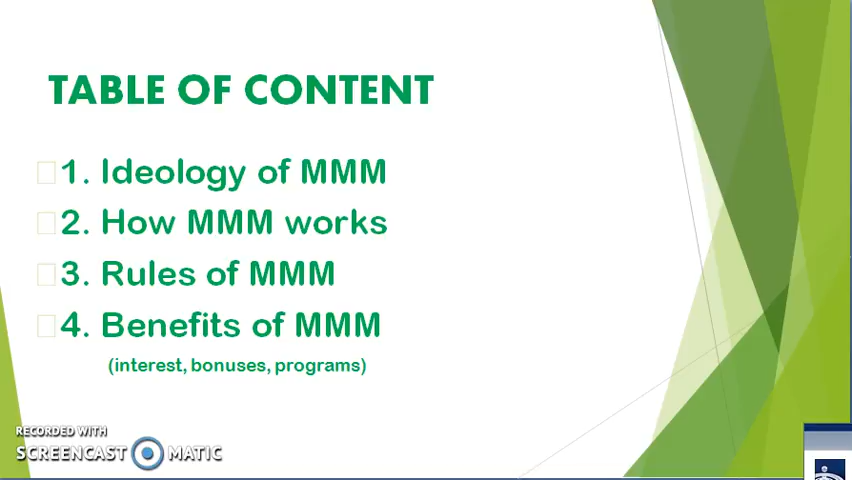 TABLE OF CONTENT
1. Ideology of MMM
2. How MMM works
3. Rules of MMM
4. Benefits of MMM
(interest, bonuses, programs)
RECORDED WITH
SCREENCAST MATIC